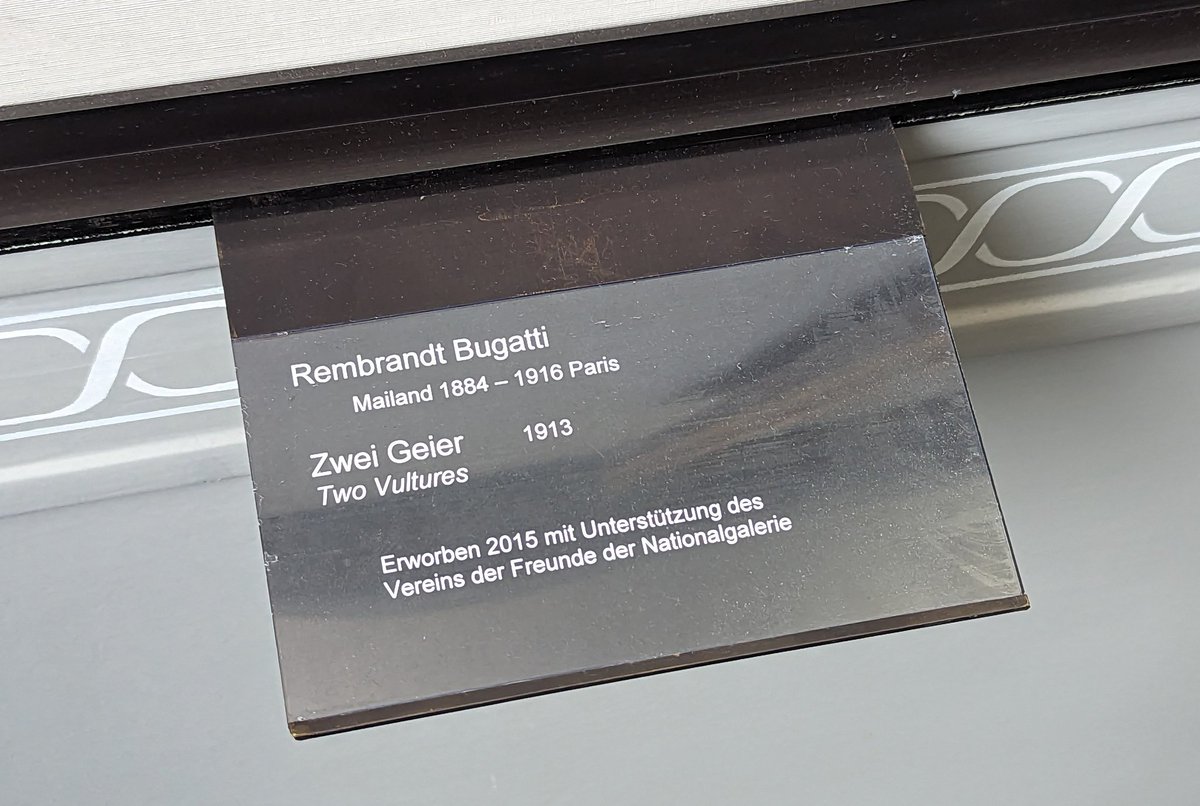 Rembrandt Bugatti
Mailand 1884 – 1916 Paris
Zwei Geier 1913
Two Vultures
Erworben 2015 mit Unterstützung des
Vereins der Freunde der Nationalgalerie